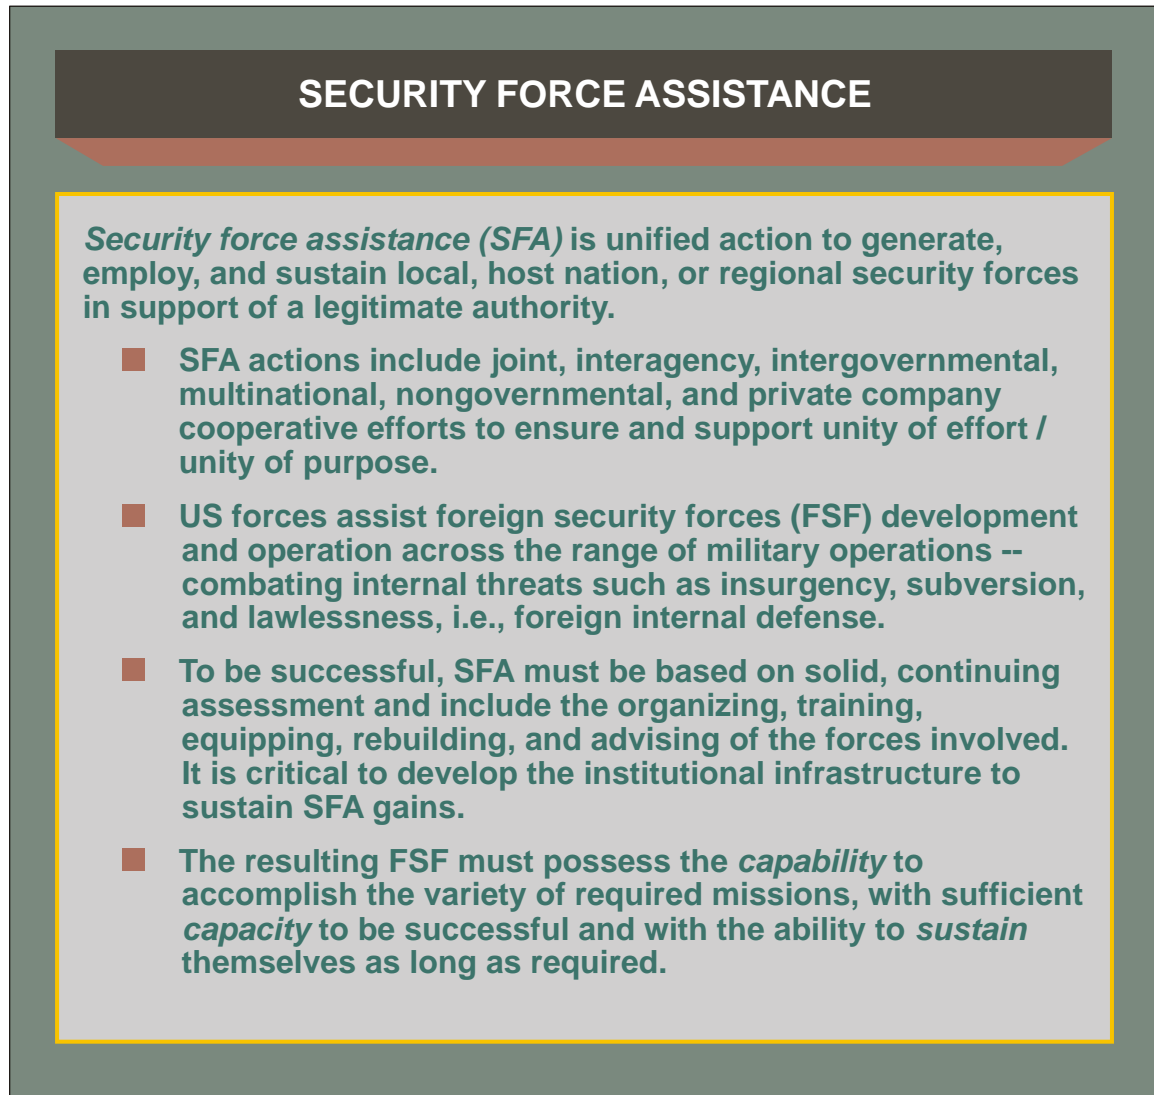 SECURITY FORCE ASSISTANCE
Security force assistance (SFA) is unified action to generate,
employ, and sustain local, host nation, or regional security forces
in support of a legitimate authority.
SFA actions include joint, interagency, intergovernmental,
multinational, nongovernmental, and private company
cooperative efforts to ensure and support unity of effort /
unity of purpose.
US forces assist foreign security forces (FSF) development
and operation across the range of military operations --
combating internal threats such as insurgency, subversion,
and lawlessness, i.e., foreign internal defense.
To be successful, SFA must be based on solid, continuing
assessment and include the organizing, training,
equipping, rebuilding, and advising of the forces involved.
It is critical to develop the institutional infrastructure to
sustain SFA gains.
The resulting FSF must possess the capability to
accomplish the variety of required missions, with sufficient
capacity to be successful and with the ability to sustain
themselves as long as required.